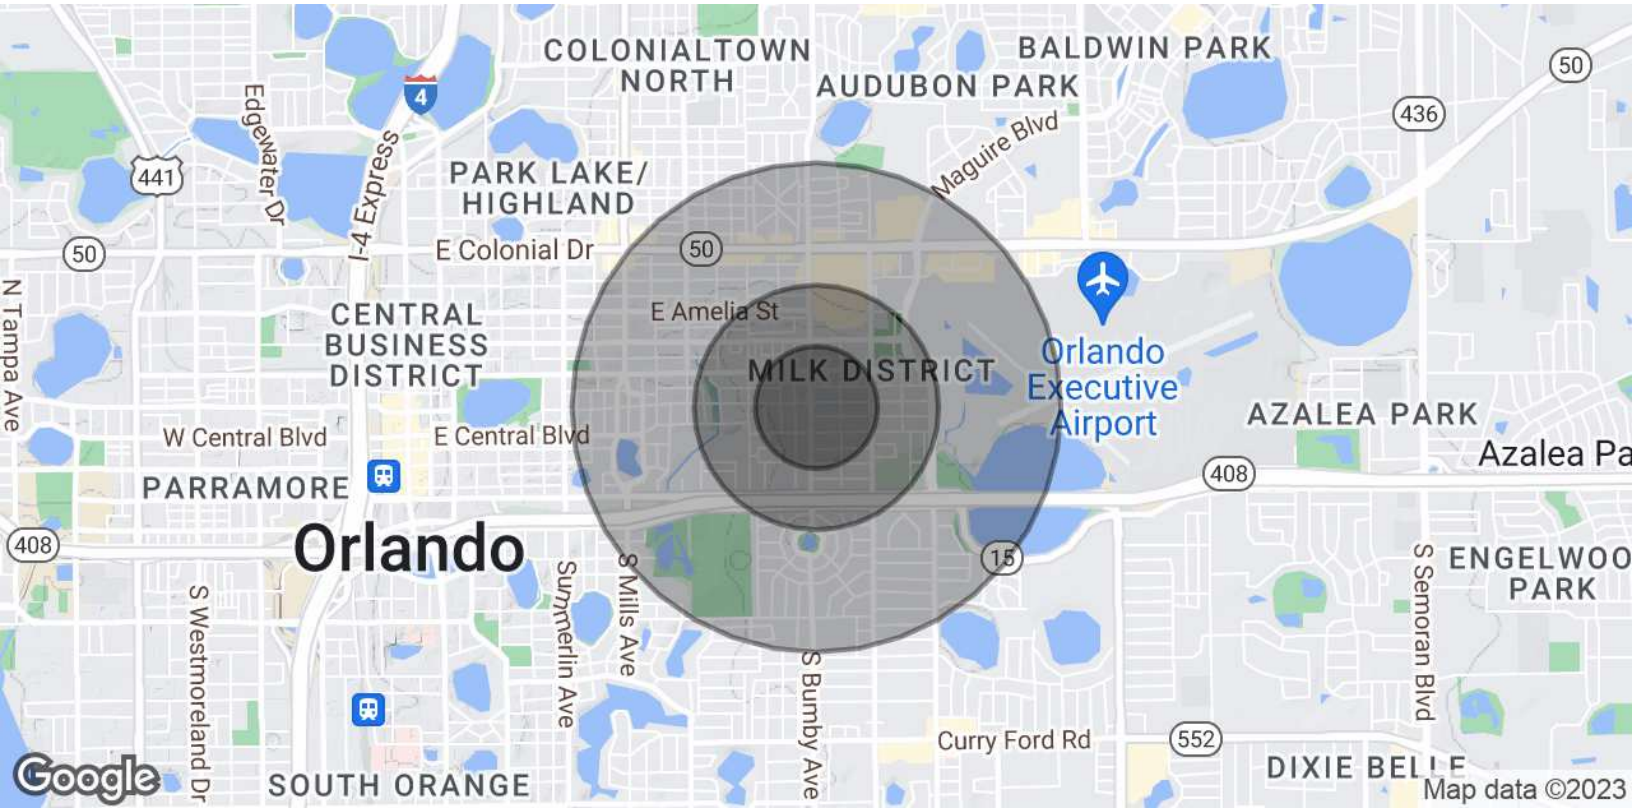 COLONIALTOWN
NORTH
BALDWIN PARK
50
AUDUBON PARK
4
436
Edgewater Dr
Maguire Blvd
441
I-4 Express
PARK LAKE/
HIGHLAND
50
E Colonial Dr
50
N Tampa Ave
CENTRAL
BUSINESS
DISTRICT
E Amelia St
MILK DISTRICT
Orlando
Executive
Airport
AZALEA PARK
W Central Blvd
E Central Blvd
Azalea Pa
408
PARRAMORE
408
Orlando
15
S Westmoreland Dr
Summerlin Ave
S Mills Ave
S Bumby Ave
S Semoran Blvd
ENGELWOO
PARK
Curry Ford Rd
552
DIXIE BELLE
Google
SOUTH ORANGE
Map data ©2023